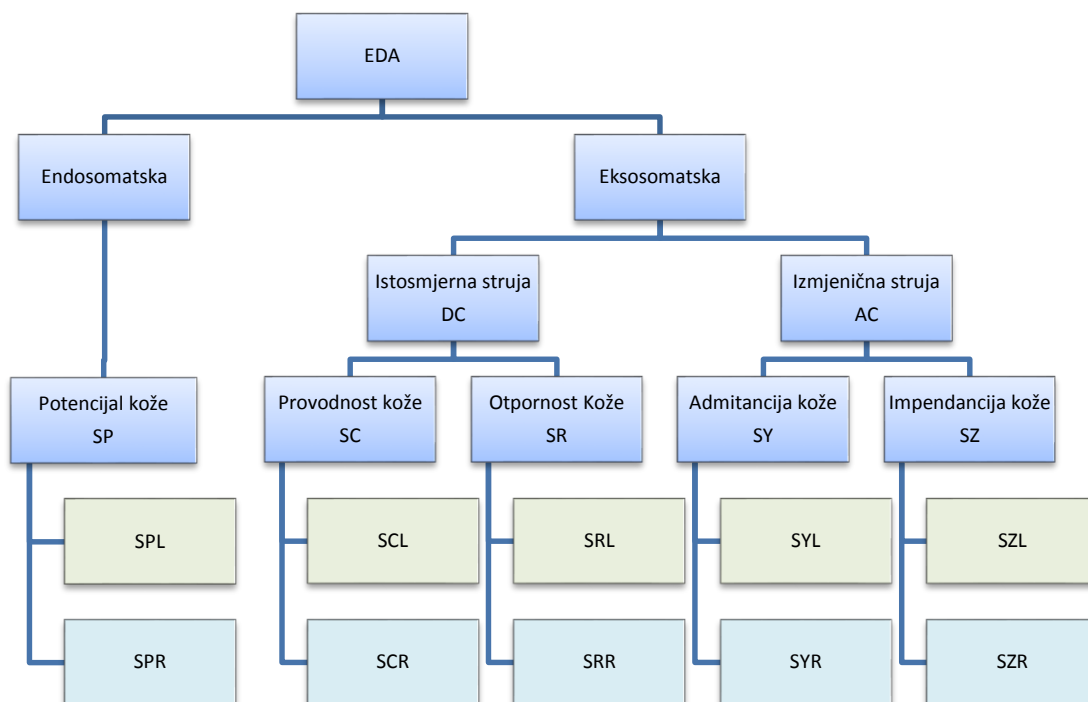 EDA
Endosomatska
Eksosomatska
Istosmjerna struja
DC
Izmjenična struja
AC
Potencijal kože
SP
Provodnost kože
SC
Otpornost Kože
SR
Admitancija kože
SY
Impendancija kože
SZ
SPL
SCL
SRL
SYL
SZL
SPR
SCR
SRR
SYR
SZR